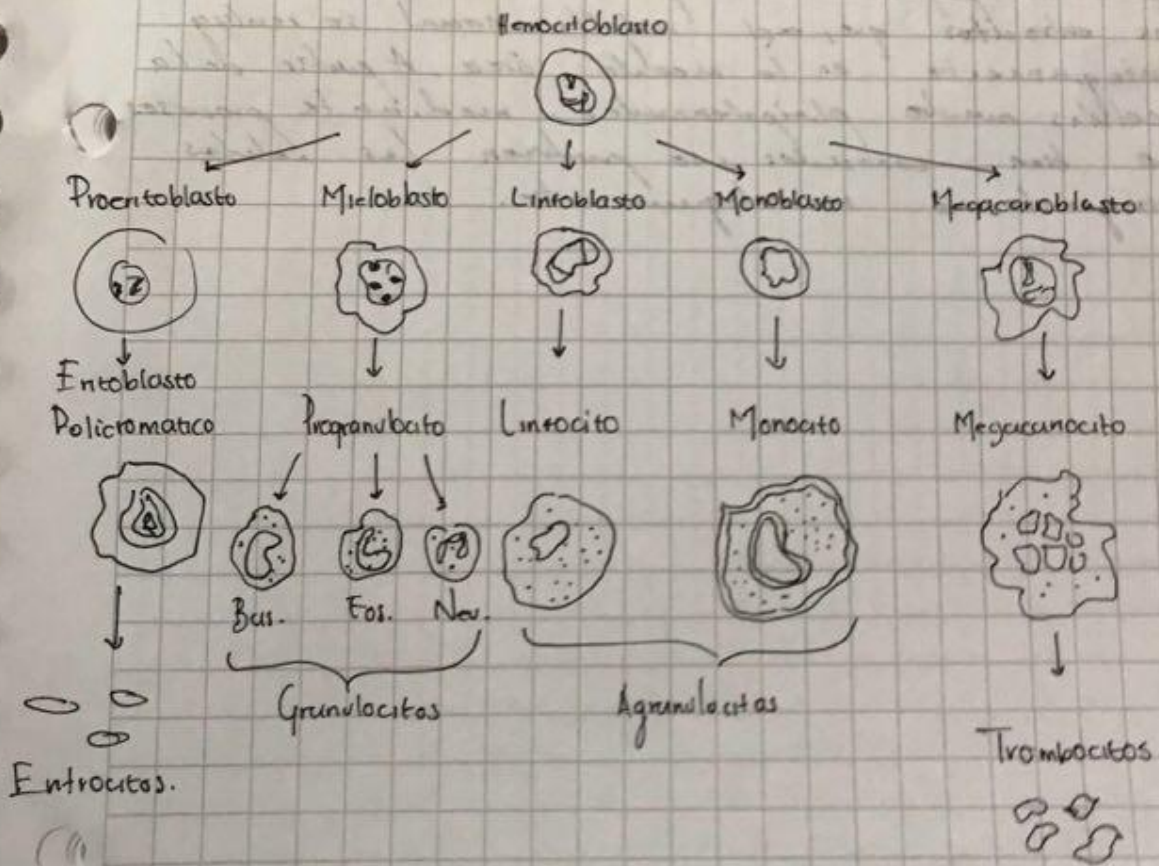 Hemocitoblasto
Proeritoblasto Mieloblasto Linfoblasto Monoblasto Megacarioblasto
Eritoblasto
Policromatico Progranulocito Linfocito Monocito Megacariocito
Bas. Eos. Neu.
Granulocitos Agranulocitos
Trombocitos
Eritrocitos.